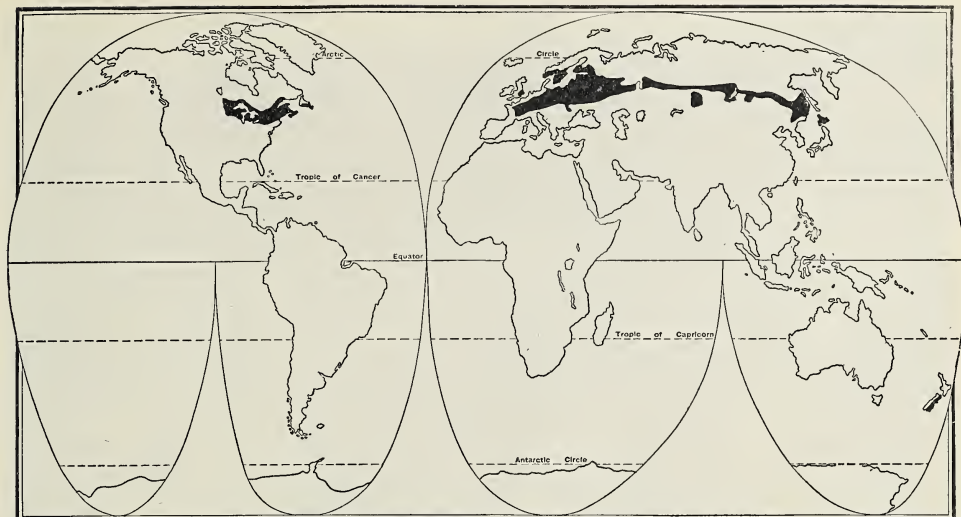 Arctic Circle
Tropic of Cancer
Equator
Tropic of Capricorn
Antarctic Circle